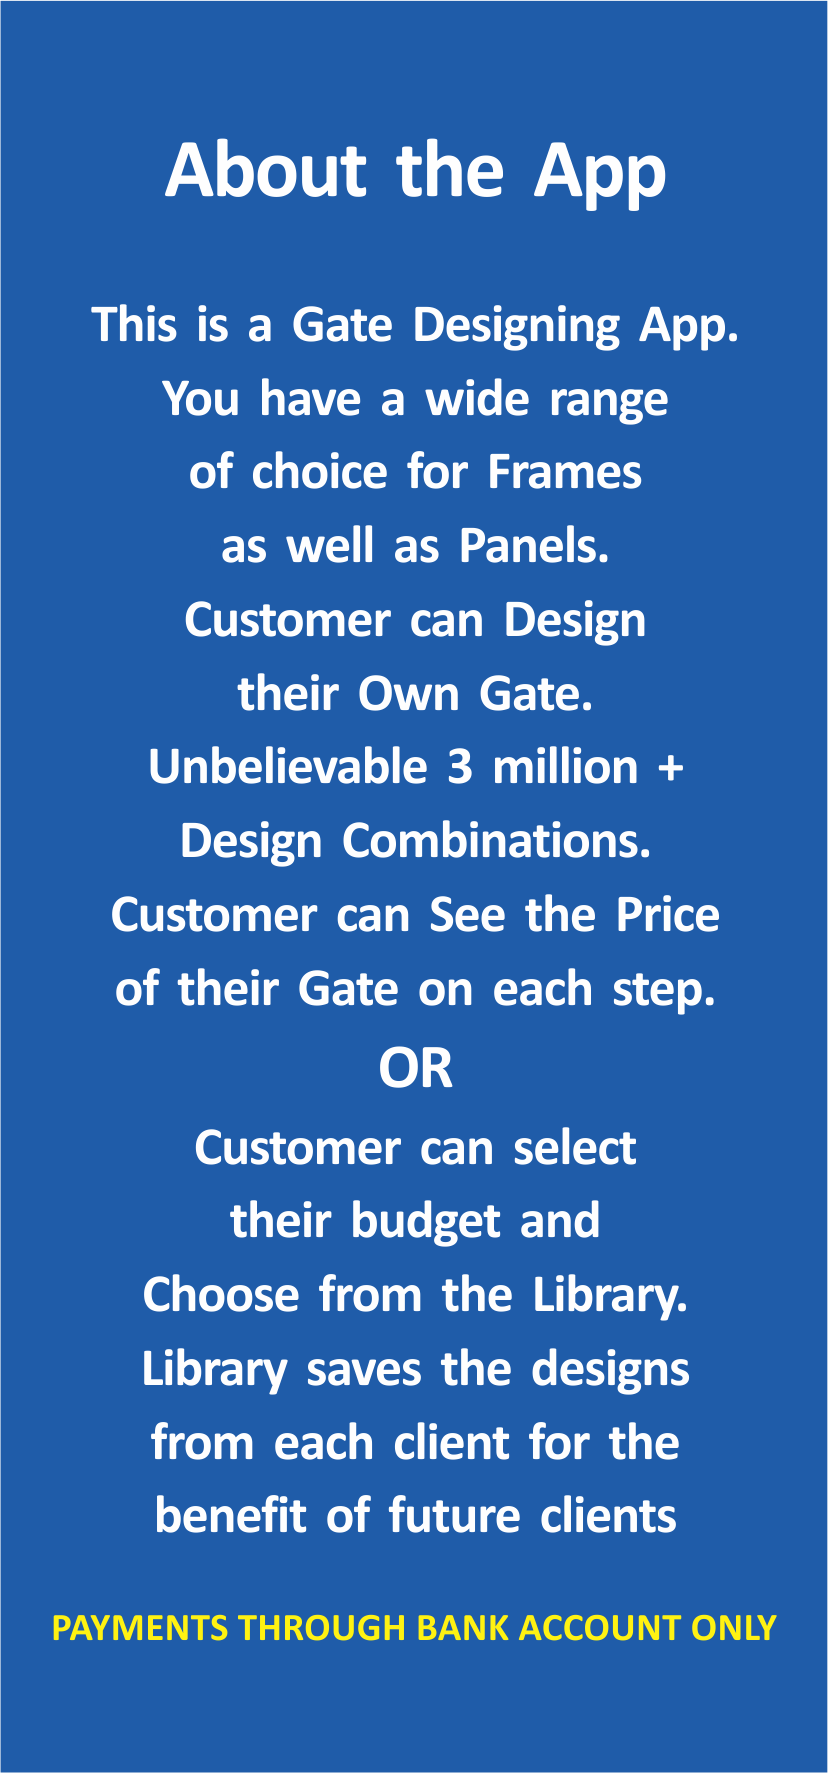 About the App
This is a Gate Designing App.
You have a wide range
of choice for Frames
as well as Panels.
Customer can Design
their Own Gate.
Unbelievable 3 million +
Design Combinations.
Customer can See the Price
of their Gate on each step.
OR
Customer can select
their budget and
Choose from the Library.
Library saves the designs
from each client for the
benefit of future clients
PAYMENTS THROUGH BANK ACCOUNT ONLY